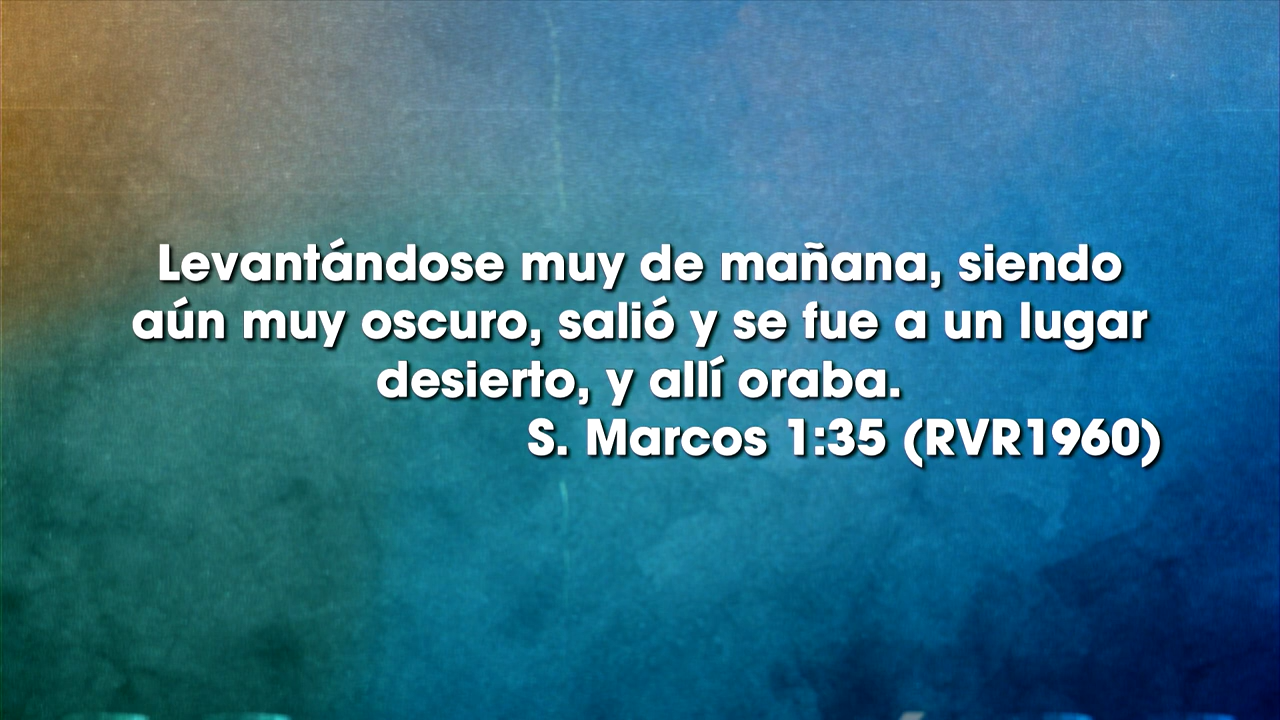 Levantándose muy de mañana, siendo
aún muy oscuro, salió y se fue a un lugar
desierto, y allí oraba.
S. Marcos 1:35 (RVR1960)